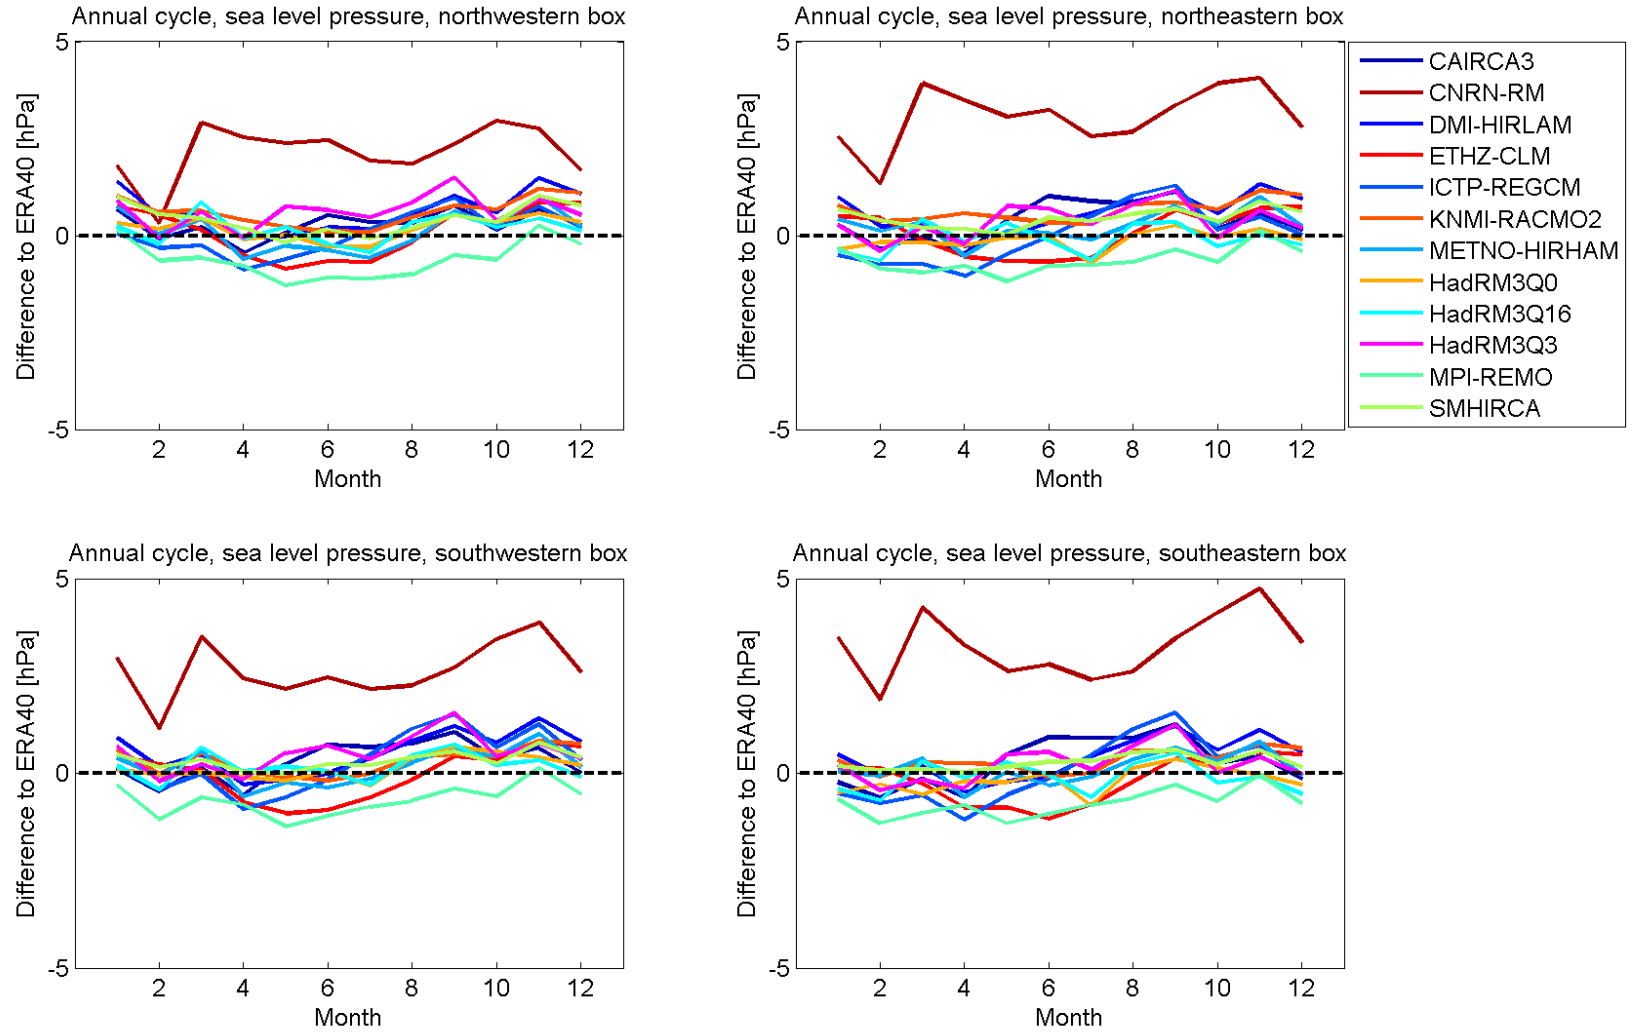 Annual cycle, sea level pressure, northwestern box
5
0
-5
Difference to ERA40 [hPa]
2 4 6 8 10 12
Month
Annual cycle, sea level pressure, northeastern box
5
0
-5
Difference to ERA40 [hPa]
2 4 6 8 10 12
Month
CAIRCA3
CNRN-RM
DMI-HIRLAM
ETHZ-CLM
ICTP-REGCM
KNMI-RACMO2
METNO-HIRHAM
HadRM3Q0
HadRM3Q16
HadRM3Q3
MPI-REMO
SMHIRCA
Annual cycle, sea level pressure, southwestern box
5
0
-5
Difference to ERA40 [hPa]
2 4 6 8 10 12
Month
Annual cycle, sea level pressure, southeastern box
5
0
-5
Difference to ERA40 [hPa]
2 4 6 8 10 12
Month